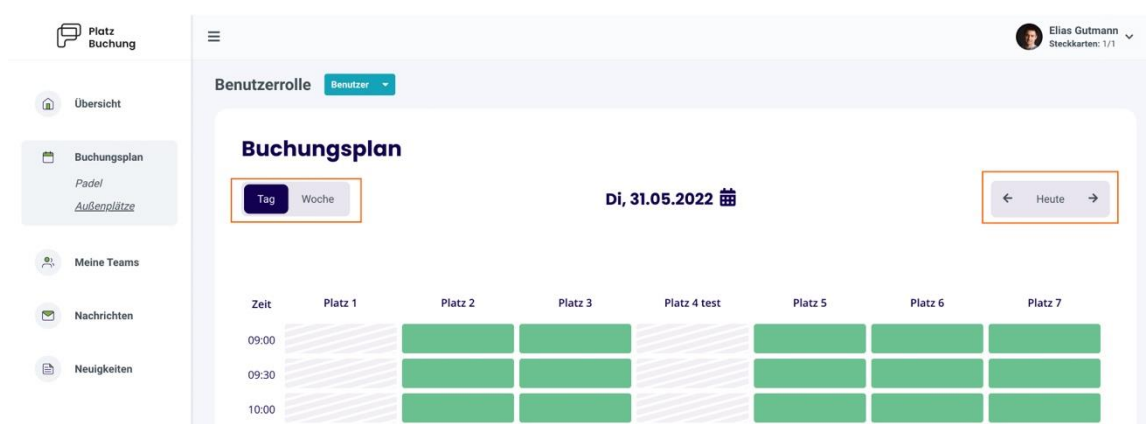 Platz
Buchung
Elias Gutmann
Steckkarten: 1/1
Benutzerrolle Benutzer
Übersicht
Buchungsplan
Padel
Außenplätze
Meine Teams
Nachrichten
Neuigkeiten
Buchungsplan
Tag Woche
Di, 31.05.2022
Heute
Zeit Platz 1 Platz 2 Platz 3 Platz 4 test Platz 5 Platz 6 Platz 7
09:00
09:30
10:00